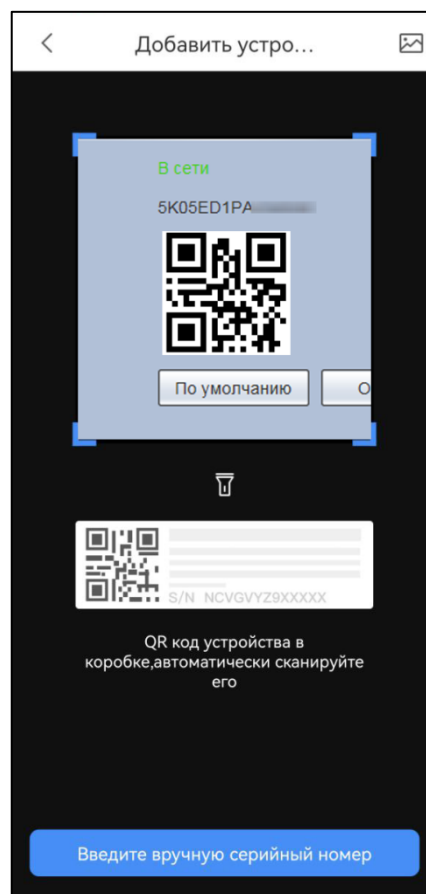 Добавить устро...
В сети
5K05ED1PA
По умолчанию
О
S/N NCVGVYZ9XXXXX
QR код устройства в
коробке,автоматически сканируйте
его
Введите вручную серийный номер